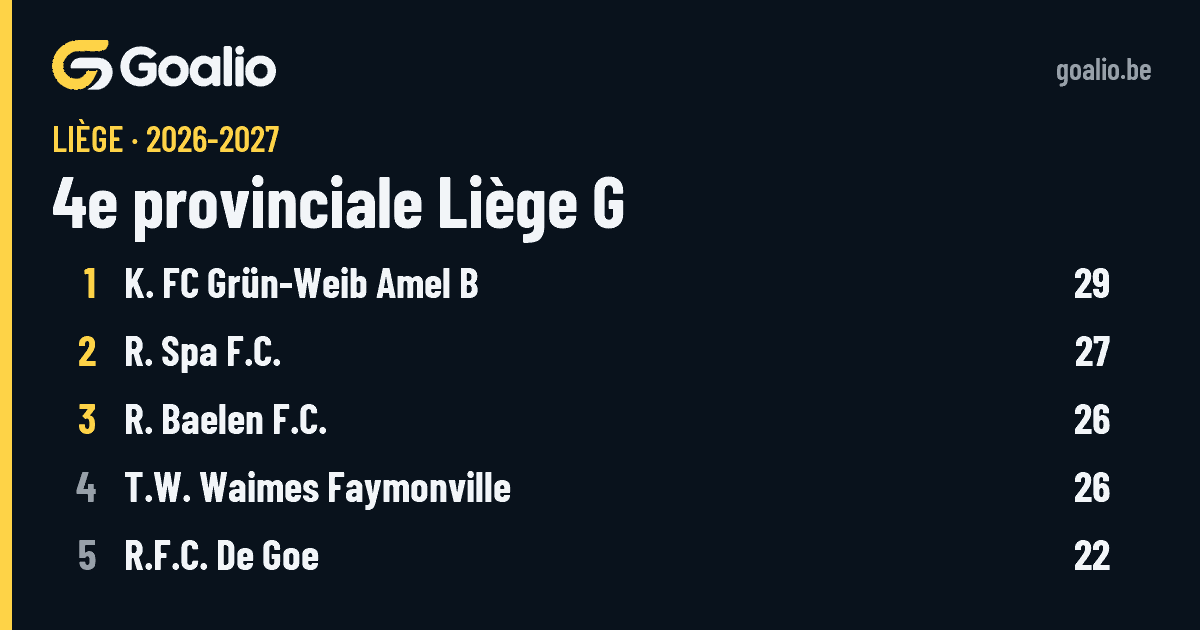 Goalio
goalio.be
LIÈGE · 2026-2027
4e provinciale Liège G
1 K. FC Grün-Weib Amel B 29
2 R. Spa F.C. 27
3 R. Baelen F.C. 26
4 T.W. Waimes Faymonville 26
5 R.F.C. De Goe 22